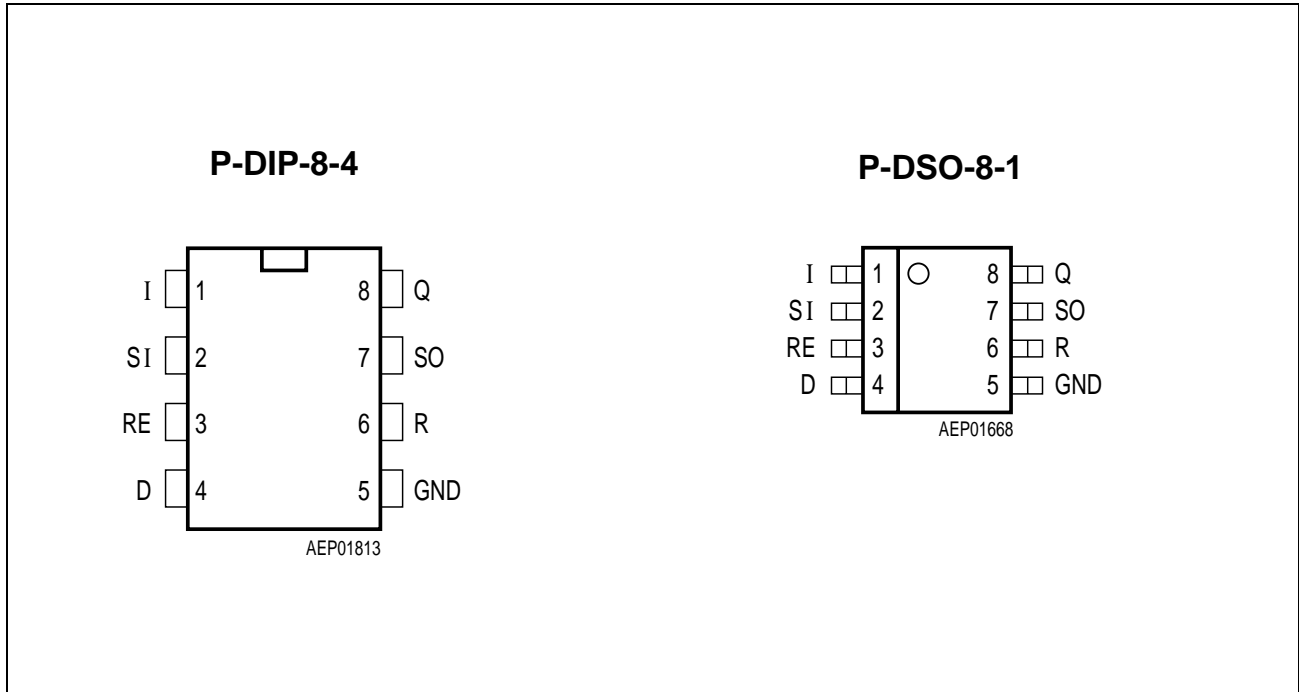 P-DIP-8-4
I 1 8 Q
SI 2 7 SO
RE 3 6 R
D 4 5 GND
AEP01813
P-DSO-8-1
I 1 8 Q
SI 2 7 SO
RE 3 6 R
D 4 5 GND
AEP01668